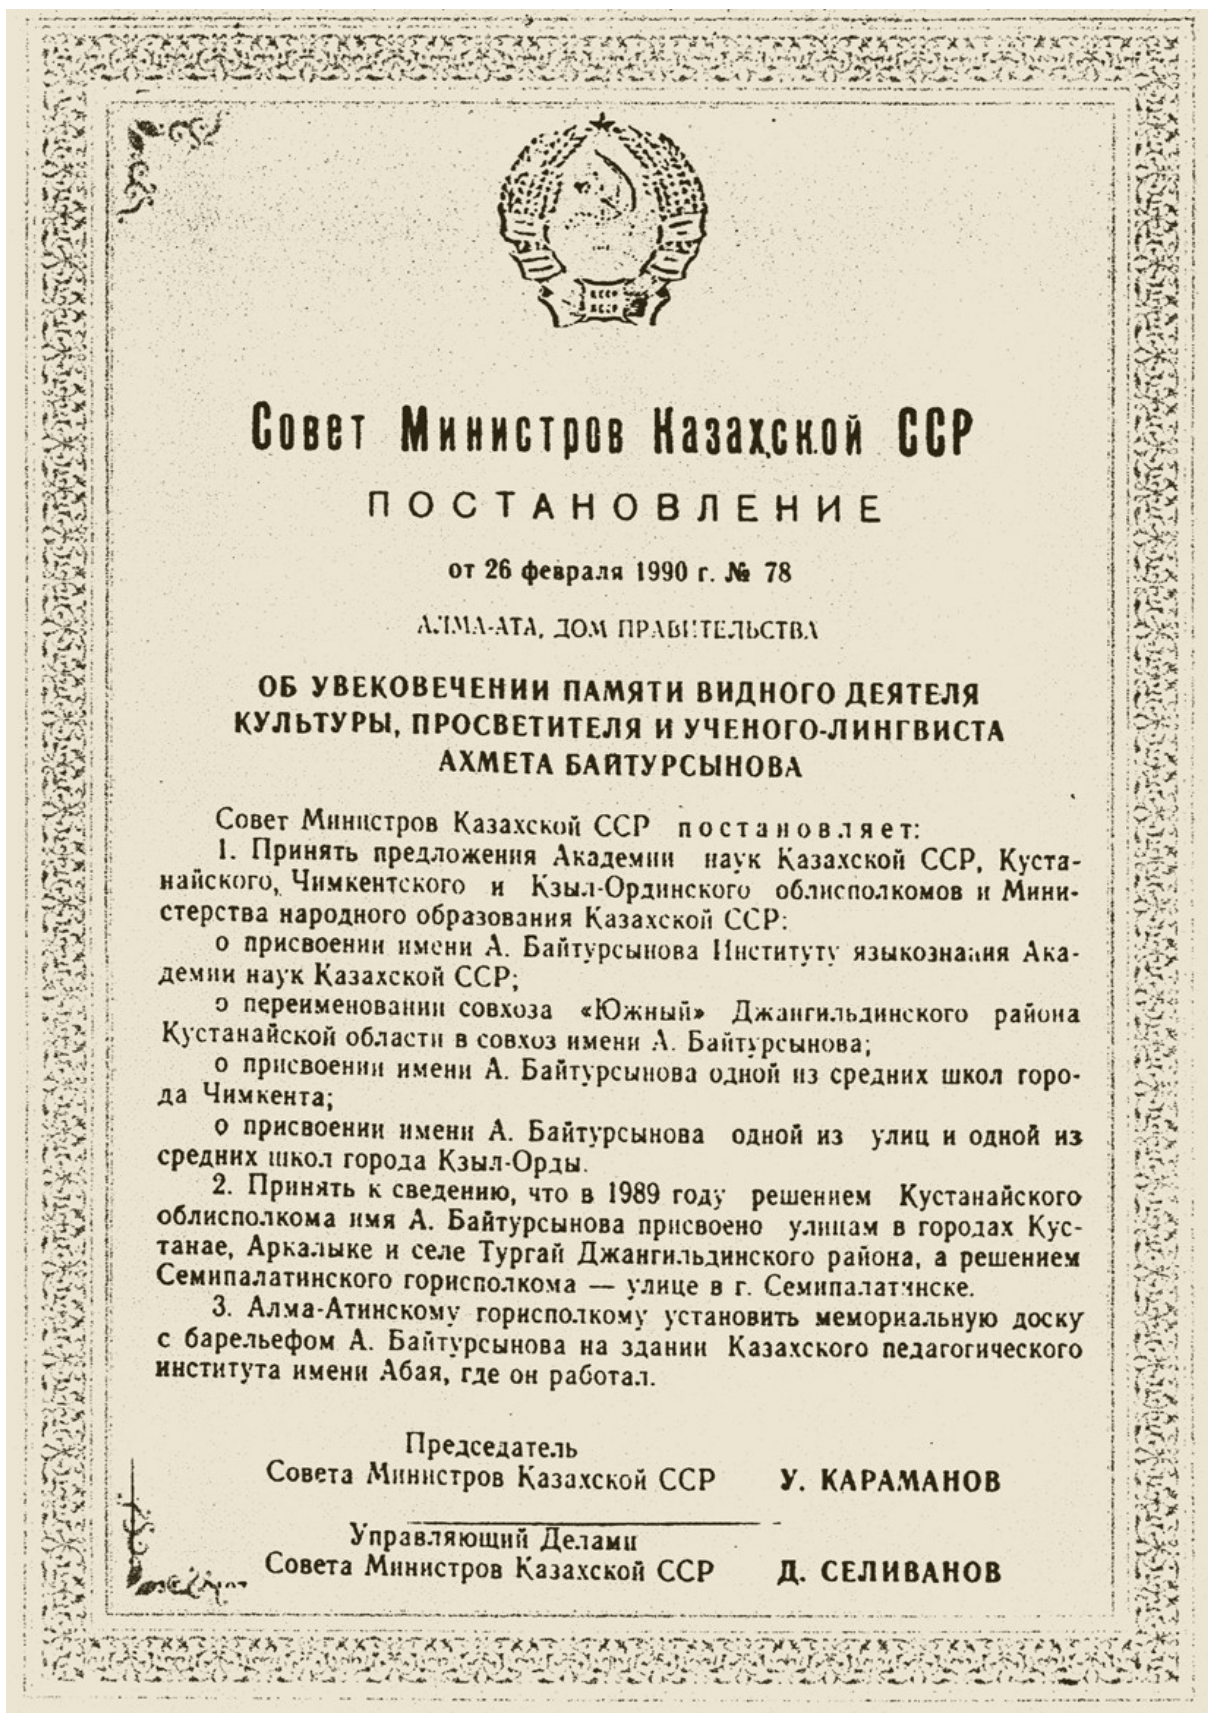 Совет Министров Казахской ССР
ПОСТАНОВЛЕНИЕ
от 26 февраля 1990 г. № 78
АЛМА-АТА, ДОМ ПРАВИТЕЛЬСТВА
ОБ УВЕКОВЕЧЕНИИ ПАМЯТИ ВИДНОГО ДЕЯТЕЛЯ
КУЛЬТУРЫ, ПРОСВЕТИТЕЛЯ И УЧЕНОГО-ЛИНГВИСТА
АХМЕТА БАЙТУРСЫНОВА
Совет Министров Казахской ССР постановляет:
1. Принять предложения Академии наук Казахской ССР, Куста-
найского, Чимкентского и Кзыл-Ординского облисполкомов и Мини-
стерства народного образования Казахской ССР:
о присвоении имени А. Байтурсынова Институту языкознания Ака-
демии наук Казахской ССР;
о переименовании совхоза «Южный» Джангильдинского района
Кустанайской области в совхоз имени А. Байтурсынова;
о присвоении имени А. Байтурсынова одной из средних школ горо-
да Чимкента;
о присвоении имени А. Байтурсынова одной из улиц и одной из
средних школ города Кзыл-Орды.
2. Принять к сведению, что в 1989 году решением Кустанайского
облисполкома имя А. Байтурсынова присвоено улицам в городах Кус-
танае, Аркалыке и селе Тургай Джангильдинского района, а решением
Семипалатинского горисполкома — улице в г. Семипалатинске.
3. Алма-Атинскому горисполкому установить мемориальную доску
с барельефом А. Байтурсынова на здании Казахского педагогического
института имени Абая, где он работал.
Председатель
Совета Министров Казахской ССР У. КАРАМАНОВ
Управляющий Делами
Совета Министров Казахской ССР Д. СЕЛИВАНОВ